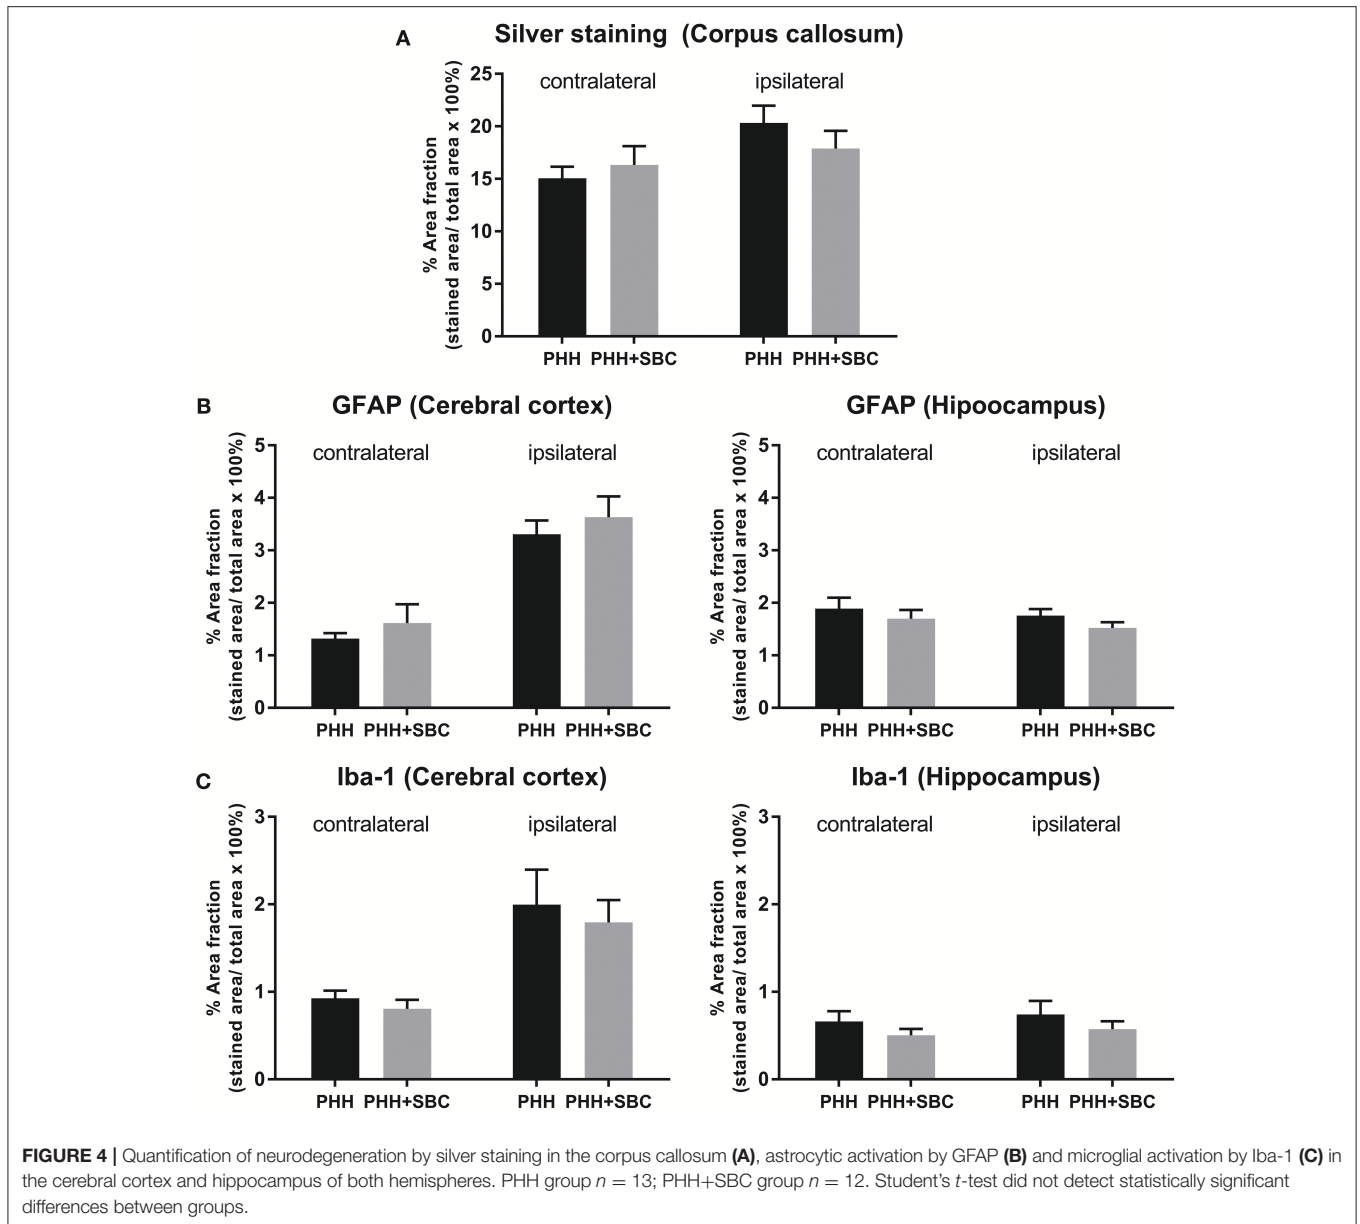 A
Silver staining (Corpus callosum)
% Area fraction
(stained area/ total area x 100%)
25
20
15
10
5
0
contralateral
ipsilateral
PHH PHH+SBC PHH PHH+SBC
B
GFAP (Cerebral cortex)
% Area fraction
(stained area/ total area x 100%)
5
4
3
2
1
0
contralateral
ipsilateral
PHH PHH+SBC PHH PHH+SBC
GFAP (Hipoocampus)
% Area fraction
(stained area/ total area x 100%)
5
4
3
2
1
0
contralateral
ipsilateral
PHH PHH+SBC PHH PHH+SBC
C
Iba-1 (Cerebral cortex)
% Area fraction
(stained area/ total area x 100%)
3
2
1
0
contralateral
ipsilateral
PHH PHH+SBC PHH PHH+SBC
Iba-1 (Hippocampus)
% Area fraction
(stained area/ total area x 100%)
3
2
1
0
contralateral
ipsilateral
PHH PHH+SBC PHH PHH+SBC
FIGURE 4 | Quantification of neurodegeneration by silver staining in the corpus callosum (A), astrocytic activation by GFAP (B) and microglial activation by Iba-1 (C) in
the cerebral cortex and hippocampus of both hemispheres. PHH group n = 13; PHH+SBC group n = 12. Student's t-test did not detect statistically significant
differences between groups.